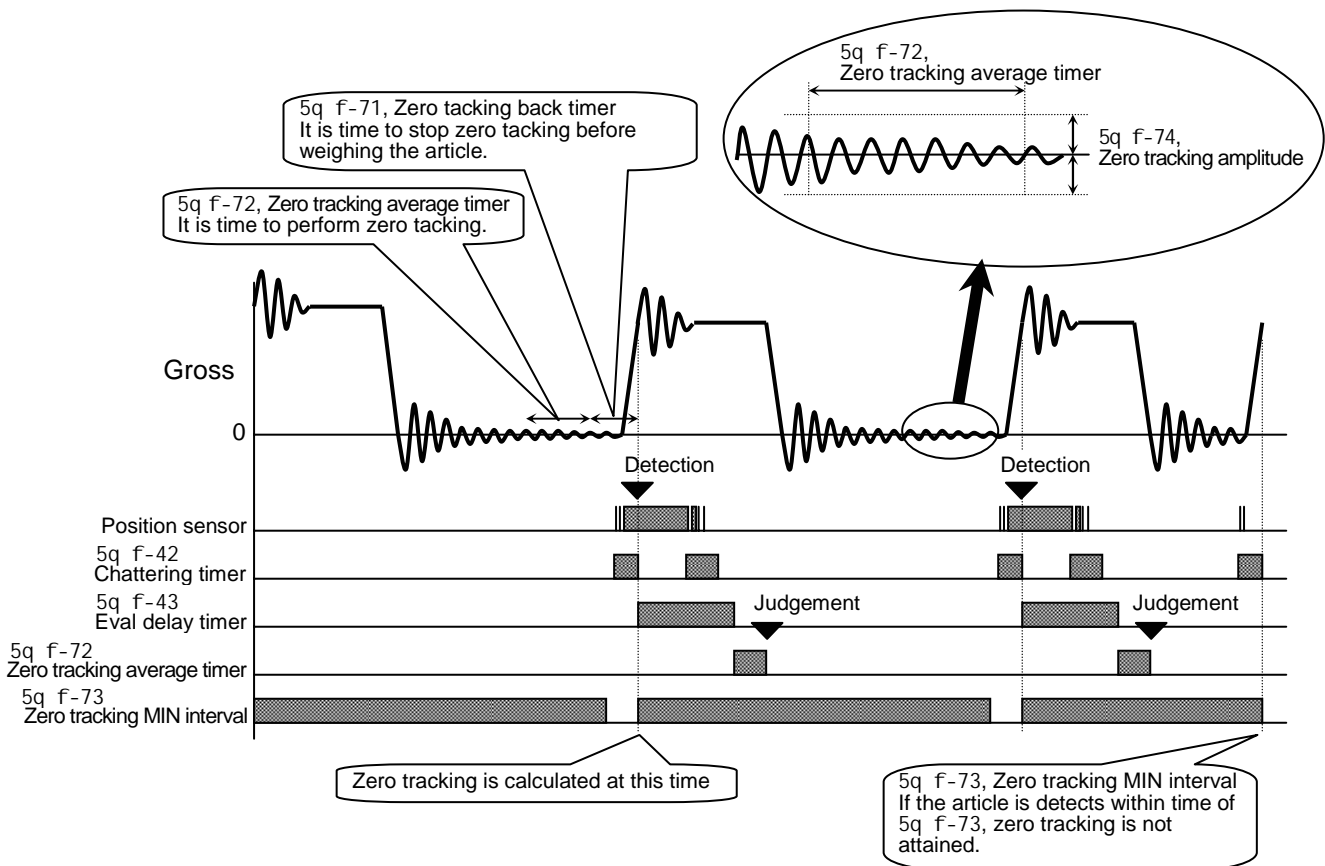 5q f-72,
Zero tracking average timer
5q f-74,
Zero tracking amplitude
5q f-71, Zero tacking back timer
It is time to stop zero tacking before
weighing the article.
5q f-72, Zero tracking average timer
It is time to perform zero tacking.
Gross
0
Detection
Detection
Position sensor
5q f-42
Chattering timer
5q f-43
Eval delay timer
Judgement
Judgement
5q f-72
Zero tracking average timer
5q f-73
Zero tracking MIN interval
Zero tracking is calculated at this time
5q f-73, Zero tracking MIN interval
If the article is detects within time of
5q f-73, zero tracking is not
attained.